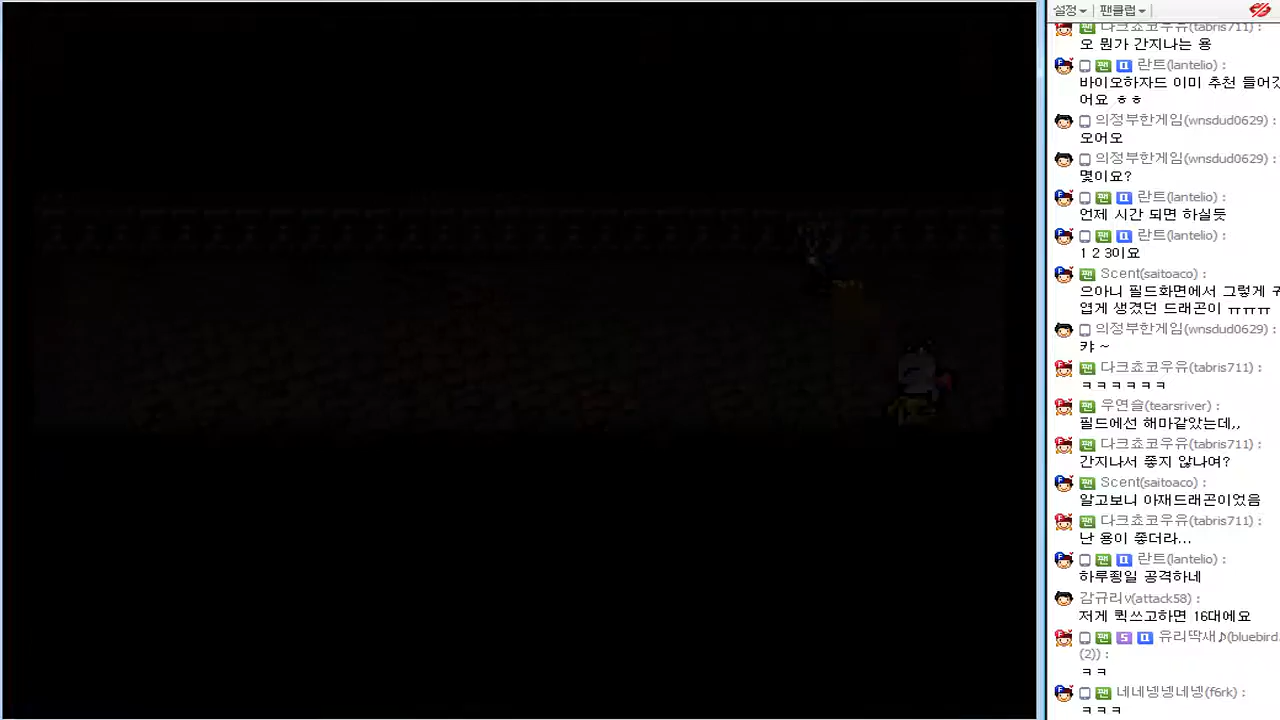 설정 팬클럽
다크쵸코우유(tabris711) :
오 뭔가 간지나는 용
란트(lantelio) :
바이오하자드 이미 추천 들어갔
어요 ㅎㅎ
의정부한게임(wnsdud0629) :
오어오
의정부한게임(wnsdud0629) :
몇이요?
란트(lantelio) :
언제 시간 되면 하실듯
란트(lantelio) :
1 2 3이요
Scent(saitoaco) :
으아니 필드화면에서 그렇게 귀
엽게 생겼던 드래곤이 ㅠㅠㅠ
의정부한게임(wnsdud0629) :
캬 ~
다크쵸코우유(tabris711) :
ㅋㅋㅋㅋㅋㅋ
우연슬(tearsriver) :
필드에선 해마같았는데,,
다크쵸코우유(tabris711) :
간지나서 좋지 않나여?
Scent(saitoaco) :
알고보니 아재드래곤이었음
다크쵸코우유(tabris711) :
난 용이 좋더라...
란트(lantelio) :
하루죙일 공격하네
감규리v(attack58) :
저게 퀵쓰고하면 16대에요
유리딱새♪(bluebird.
(2)) :
ㅋㅋ
네네넹넹네넹(f6rk) :
ㅋㅋㅋ